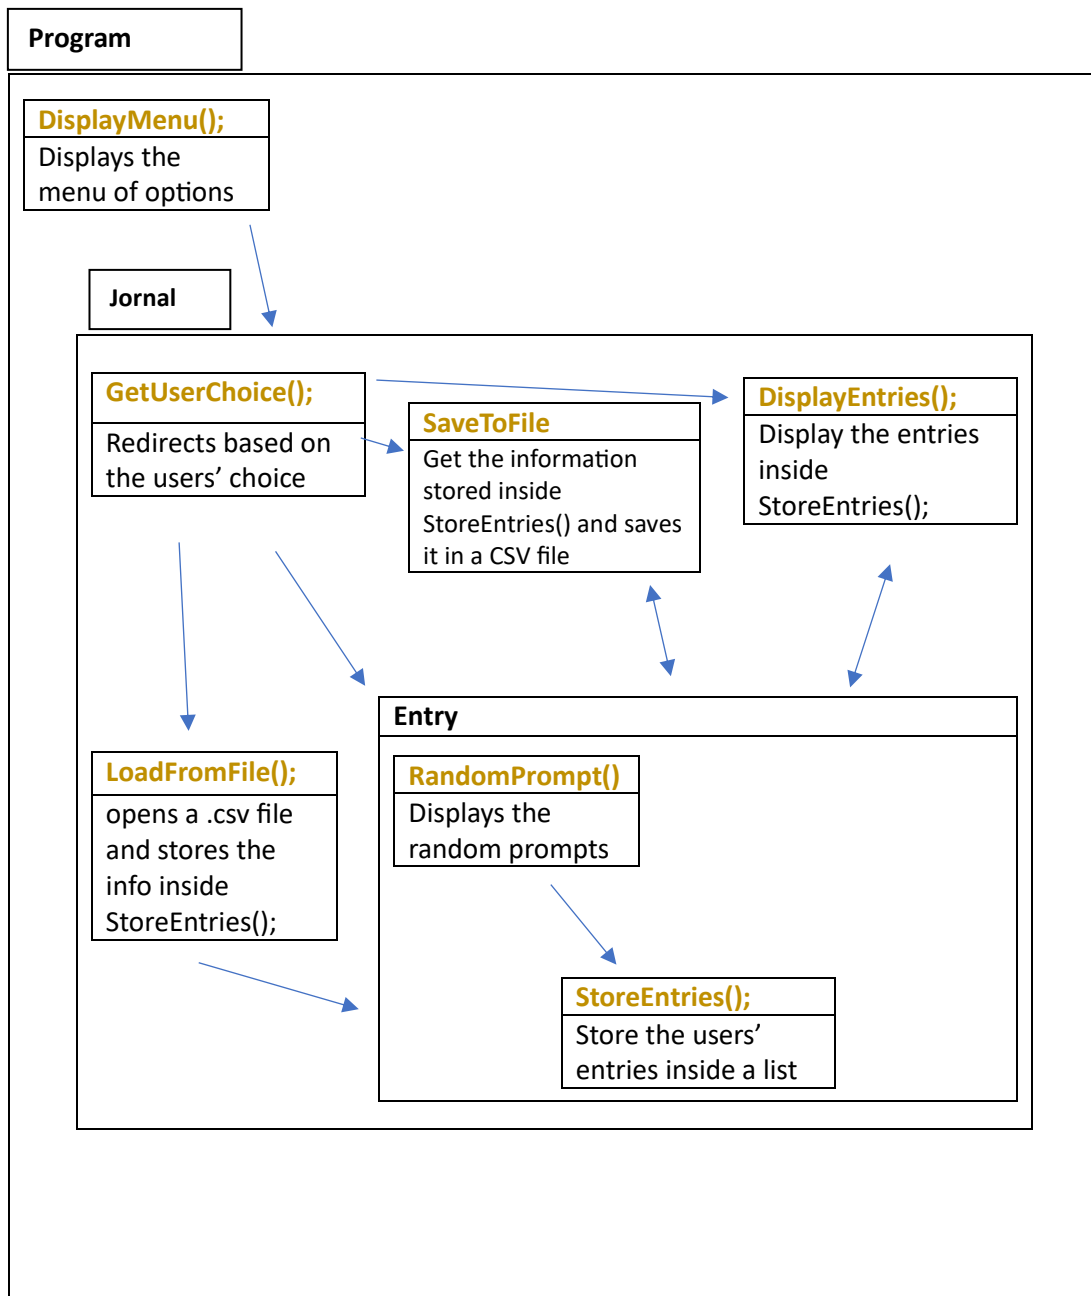 Program
DisplayMenu();
Displays the
menu of options
Jornal
GetUserChoice();
Redirects based on
the users’ choice
SaveToFile
Get the information
stored inside
StoreEntries() and saves
it in a CSV file
DisplayEntries();
Display the entries
inside
StoreEntries();
LoadFromFile();
opens a .csv file
and stores the
info inside
StoreEntries();
Entry
RandomPrompt()
Displays the
random prompts
StoreEntries();
Store the users’
entries inside a list